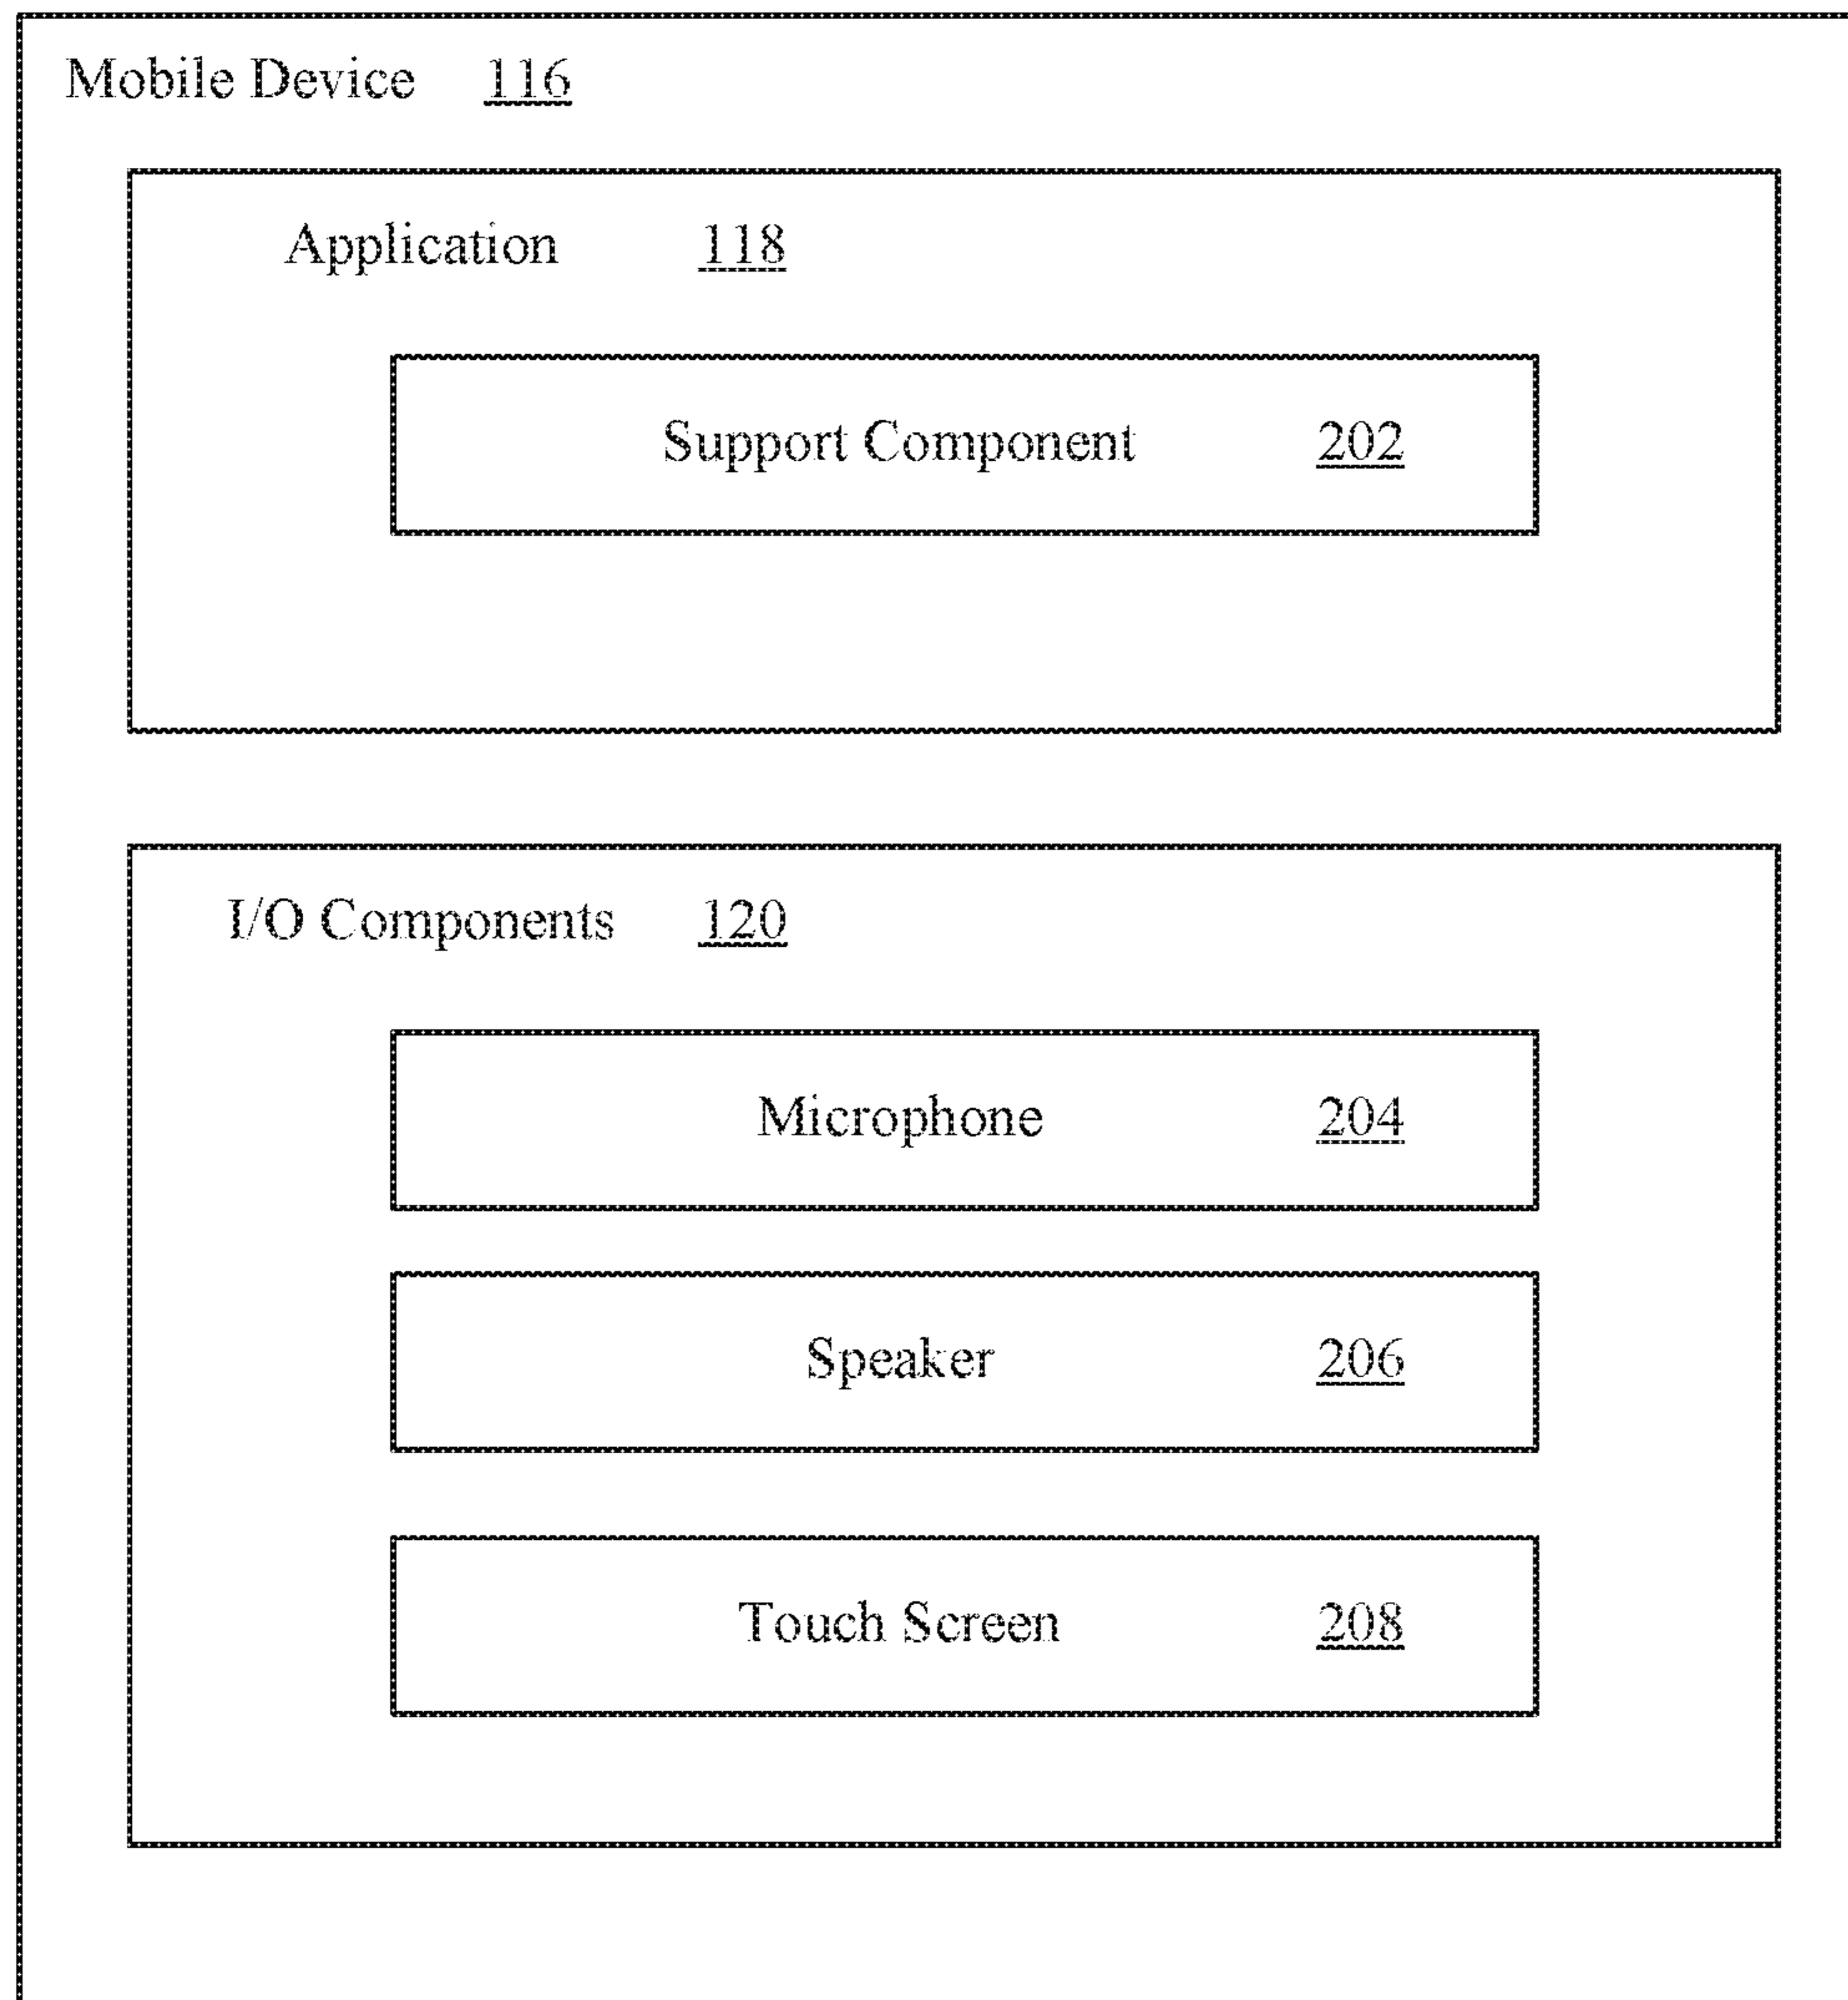 Mobile Device 116
Application 118
Support Component 202
I/O Components 120
Microphone 204
Speaker 206
Touch Screen 208